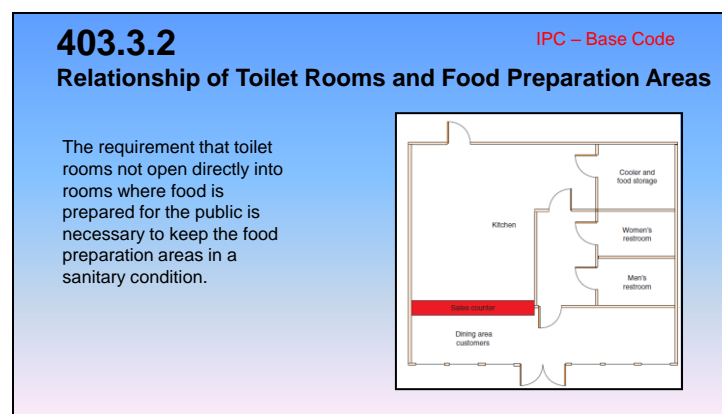 403.3.2
IPC – Base Code
Relationship of Toilet Rooms and Food Preparation Areas
The requirement that toilet
rooms not open directly into
rooms where food is
prepared for the public is
necessary to keep the food
preparation areas in a
sanitary condition.
Cooler and
food storage
Kitchen
Women's
restroom
Men's
restroom
Sales counter
Dining area
customers